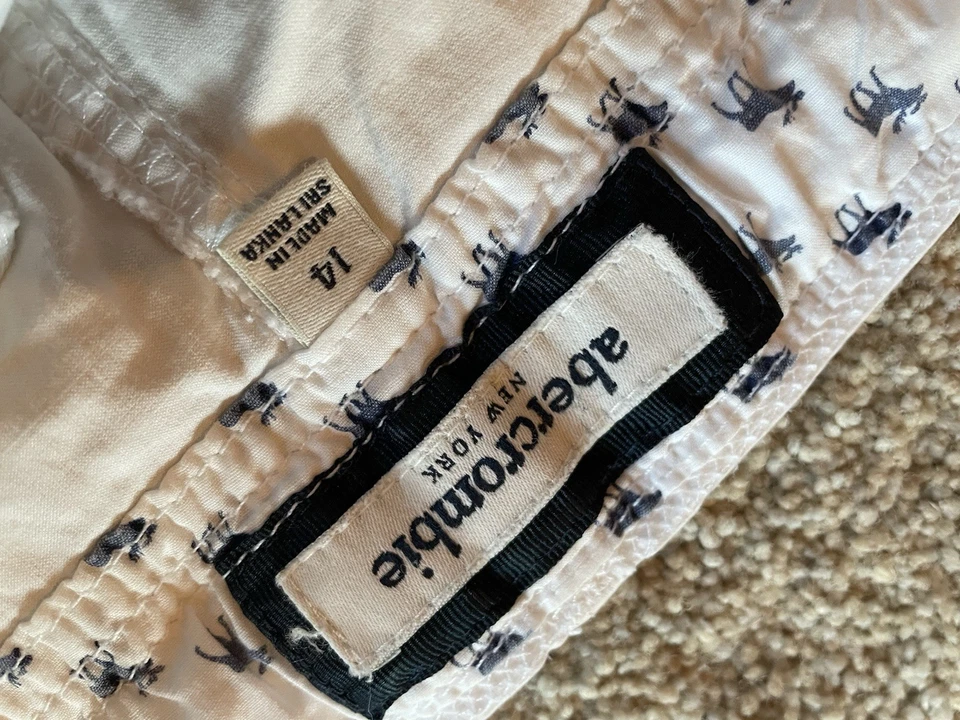 abercrombie
NEW YORK
14
MADE IN
SRI LANKA